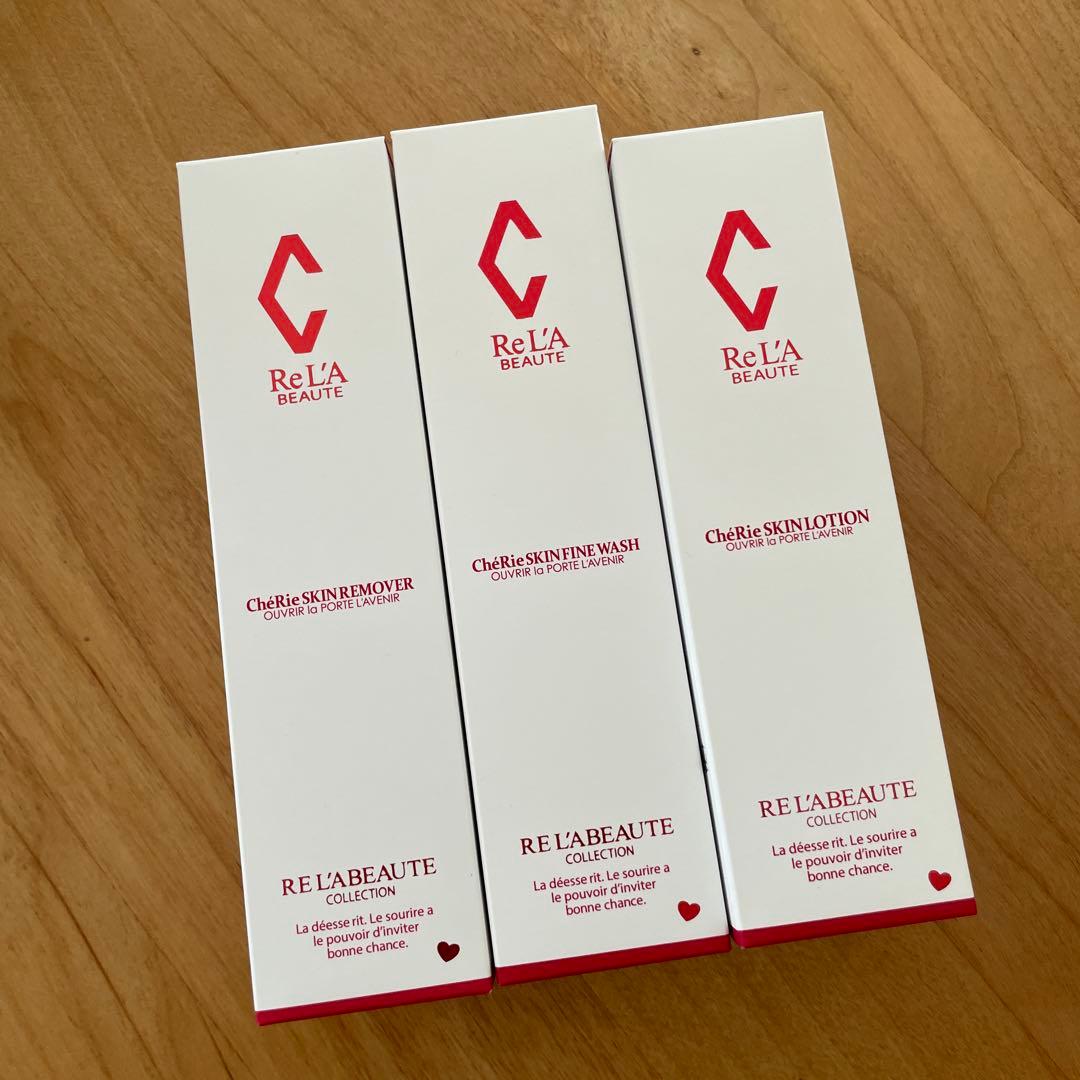 ReL'A
BEAUTE
ChéRie SKIN REMOVER
OUVRIR la PORTE L'AVENIR
RE L'ABEAUTE
COLLECTION
La déesse rit. Le sourire a
le pouvoir d'inviter
bonne chance.
ReL'A
BEAUTE
ChéRie SKIN FINE WASH
OUVRIR la PORTE L'AVENIR
RE L'ABEAUTE
COLLECTION
La déesse rit. Le sourire a
le pouvoir d'inviter
bonne chance.
ReL'A
BEAUTE
ChéRie SKIN LOTION
OUVRIR la PORTE L'AVENIR
RE L'ABEAUTE
COLLECTION
La déesse rit. Le sourire a
le pouvoir d'inviter
bonne chance.